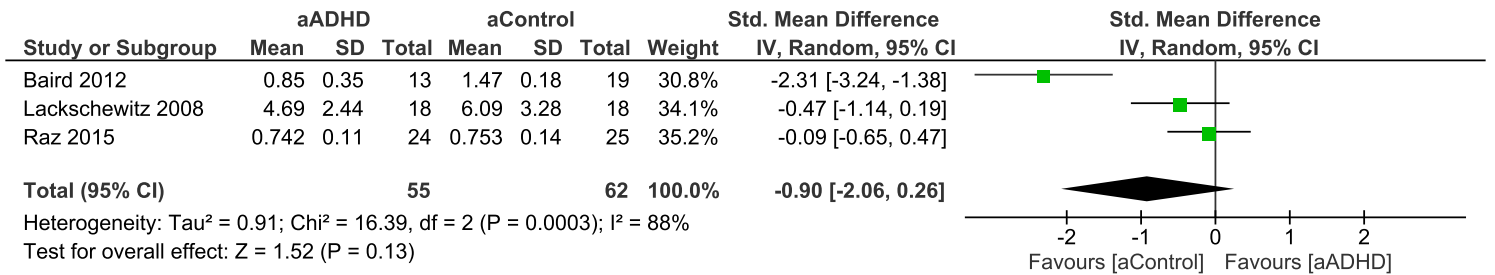 aADHD aControl Std. Mean Difference Std. Mean Difference
Study or Subgroup Mean SD Total Mean SD Total Weight IV, Random, 95% CI IV, Random, 95% CI
Baird 2012 0.85 0.35 13 1.47 0.18 19 30.8% -2.31 [-3.24, -1.38]
Lackschewitz 2008 4.69 2.44 18 6.09 3.28 18 34.1% -0.47 [-1.14, 0.19]
Raz 2015 0.742 0.11 24 0.753 0.14 25 35.2% -0.09 [-0.65, 0.47]
Total (95% CI) 55 62 100.0% -0.90 [-2.06, 0.26]
Heterogeneity: Tau² = 0.91; Chi² = 16.39, df = 2 (P = 0.0003); I² = 88%
Test for overall effect: Z = 1.52 (P = 0.13)
-2 -1 0 1 2
Favours [aControl] Favours [aADHD]